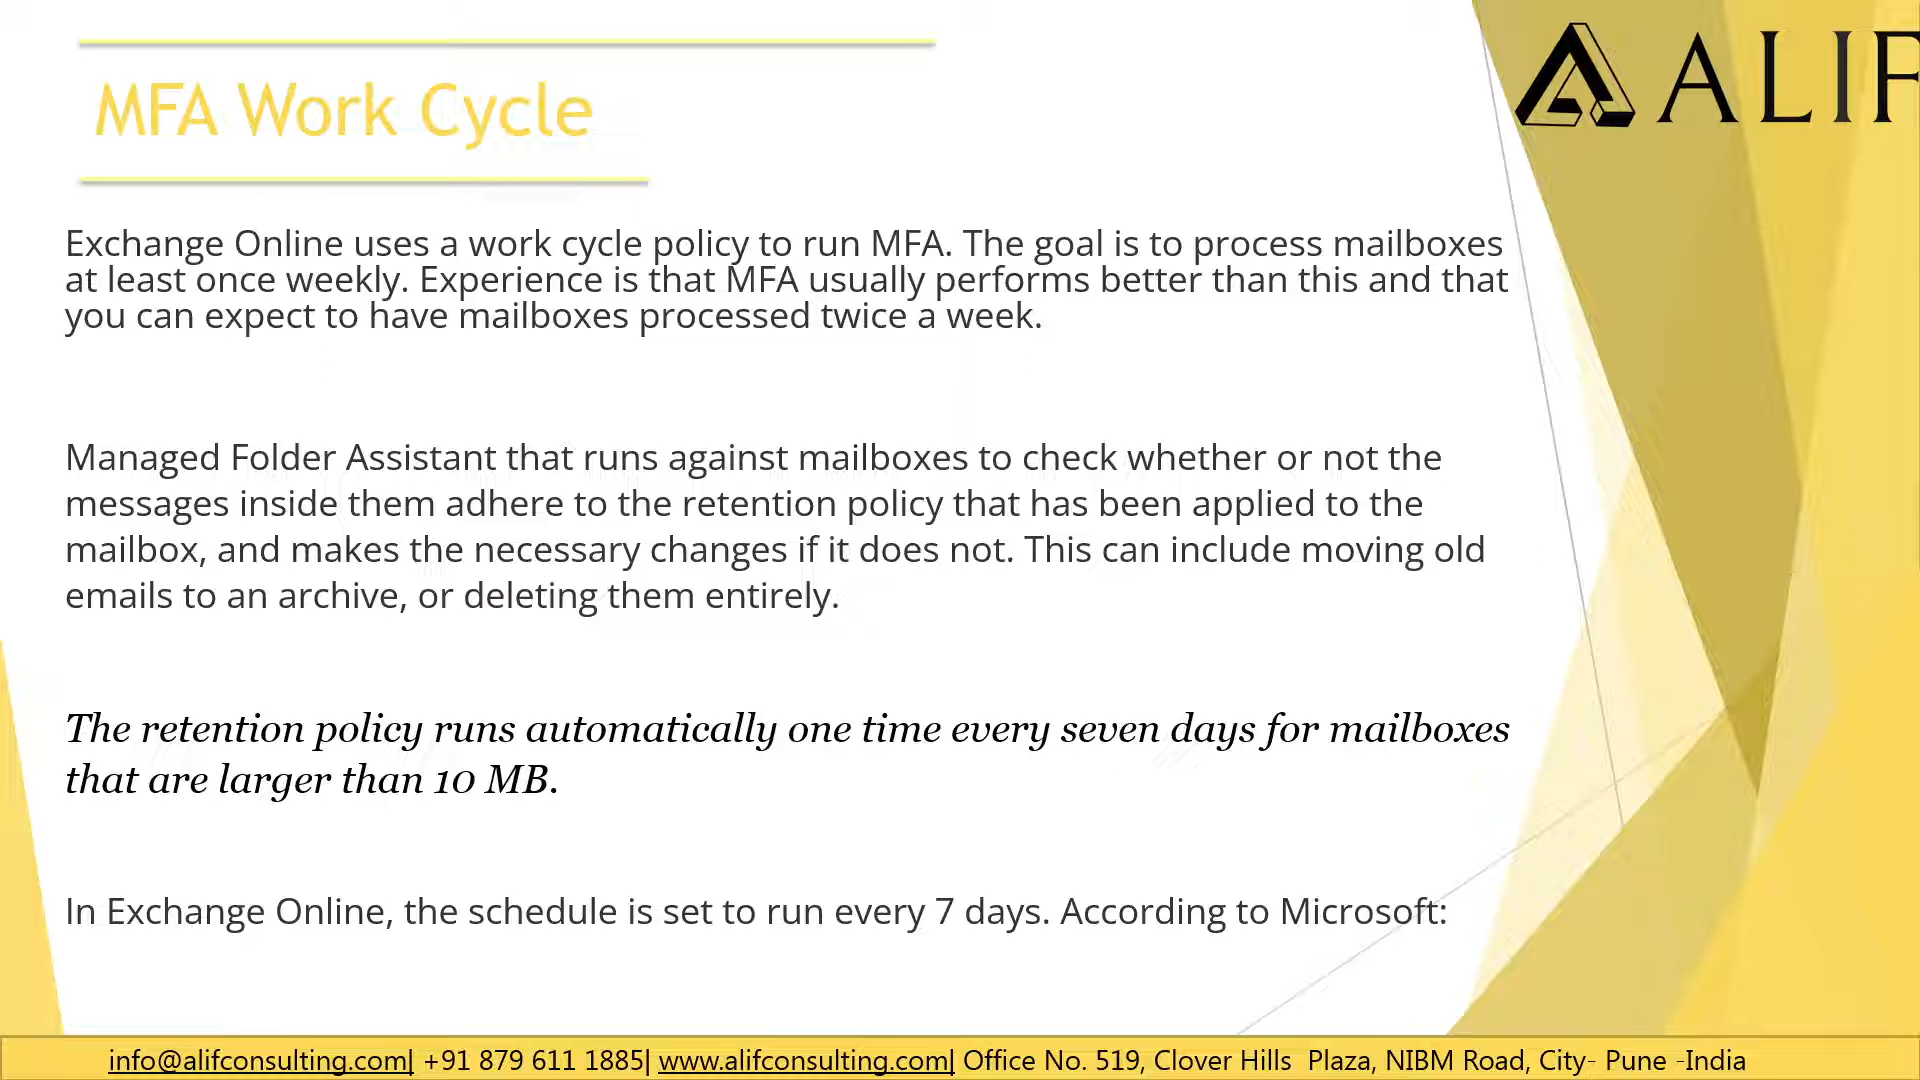 ALIF
MFA Work Cycle
Exchange Online uses a work cycle policy to run MFA. The goal is to process mailboxes
at least once weekly. Experience is that MFA usually performs better than this and that
you can expect to have mailboxes processed twice a week.
Managed Folder Assistant that runs against mailboxes to check whether or not the
messages inside them adhere to the retention policy that has been applied to the
mailbox, and makes the necessary changes if it does not. This can include moving old
emails to an archive, or deleting them entirely.
The retention policy runs automatically one time every seven days for mailboxes
that are larger than 10 MB.
In Exchange Online, the schedule is set to run every 7 days. According to Microsoft:
info@alifconsulting.com| +91 879 611 1885| www.alifconsulting.com| Office No. 519, Clover Hills Plaza, NIBM Road, City- Pune -India